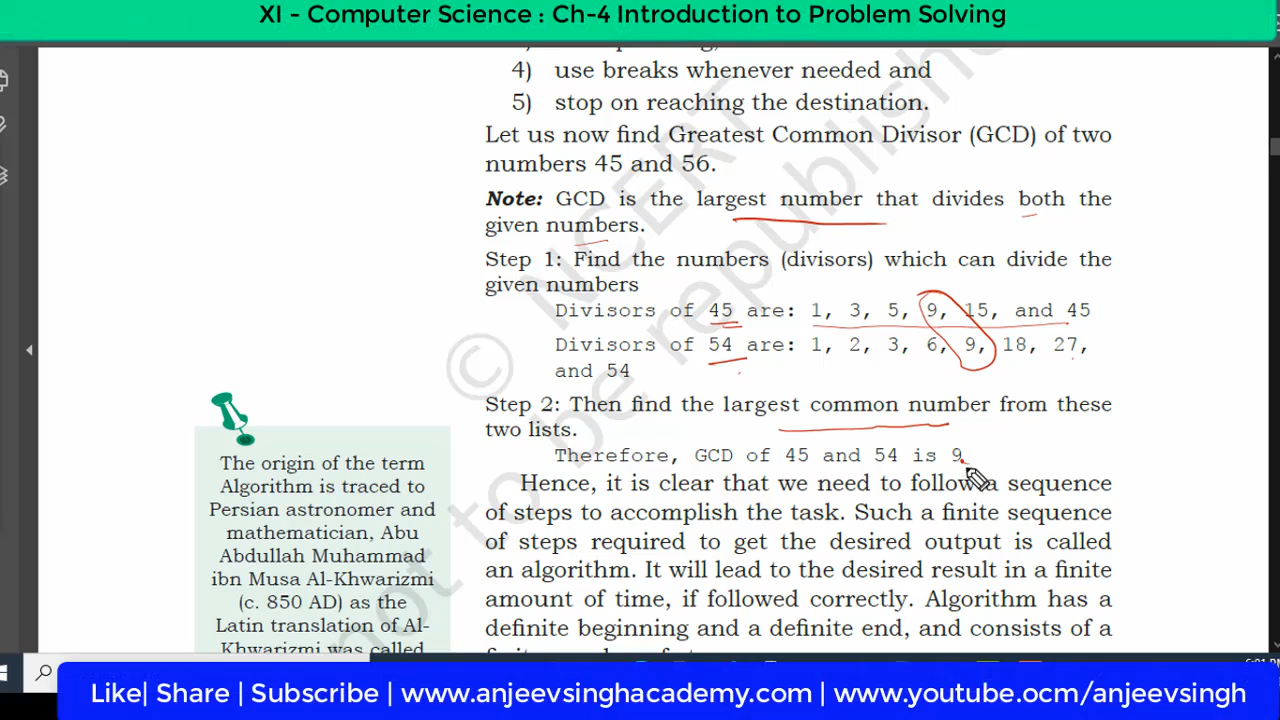 XI - Computer Science : Ch-4 Introduction to Problem Solving
4) use breaks whenever needed and
5) stop on reaching the destination.
Let us now find Greatest Common Divisor (GCD) of two
numbers 45 and 56.
Note: GCD is the largest number that divides both the
given numbers.
Step 1: Find the numbers (divisors) which can divide the
given numbers
Divisors of 45 are: 1, 3, 5, 9, 15, and 45
Divisors of 54 are: 1, 2, 3, 6, 9, 18, 27,
and 54
Step 2: Then find the largest common number from these
two lists.
Therefore, GCD of 45 and 54 is 9
Hence, it is clear that we need to follow a sequence
of steps to accomplish the task. Such a finite sequence
of steps required to get the desired output is called
an algorithm. It will lead to the desired result in a finite
amount of time, if followed correctly. Algorithm has a
definite beginning and a definite end, and consists of a
The origin of the term
Algorithm is traced to
Persian astronomer and
mathematician, Abu
Abdullah Muhammad
ibn Musa Al-Khwarizmi
(c. 850 AD) as the
Latin translation of Al-
Khwarizmi was called
© NCERT
not to be republished
Like| Share | Subscribe | www.anjeevsinghacademy.com | www.youtube.ocm/anjeevsingh